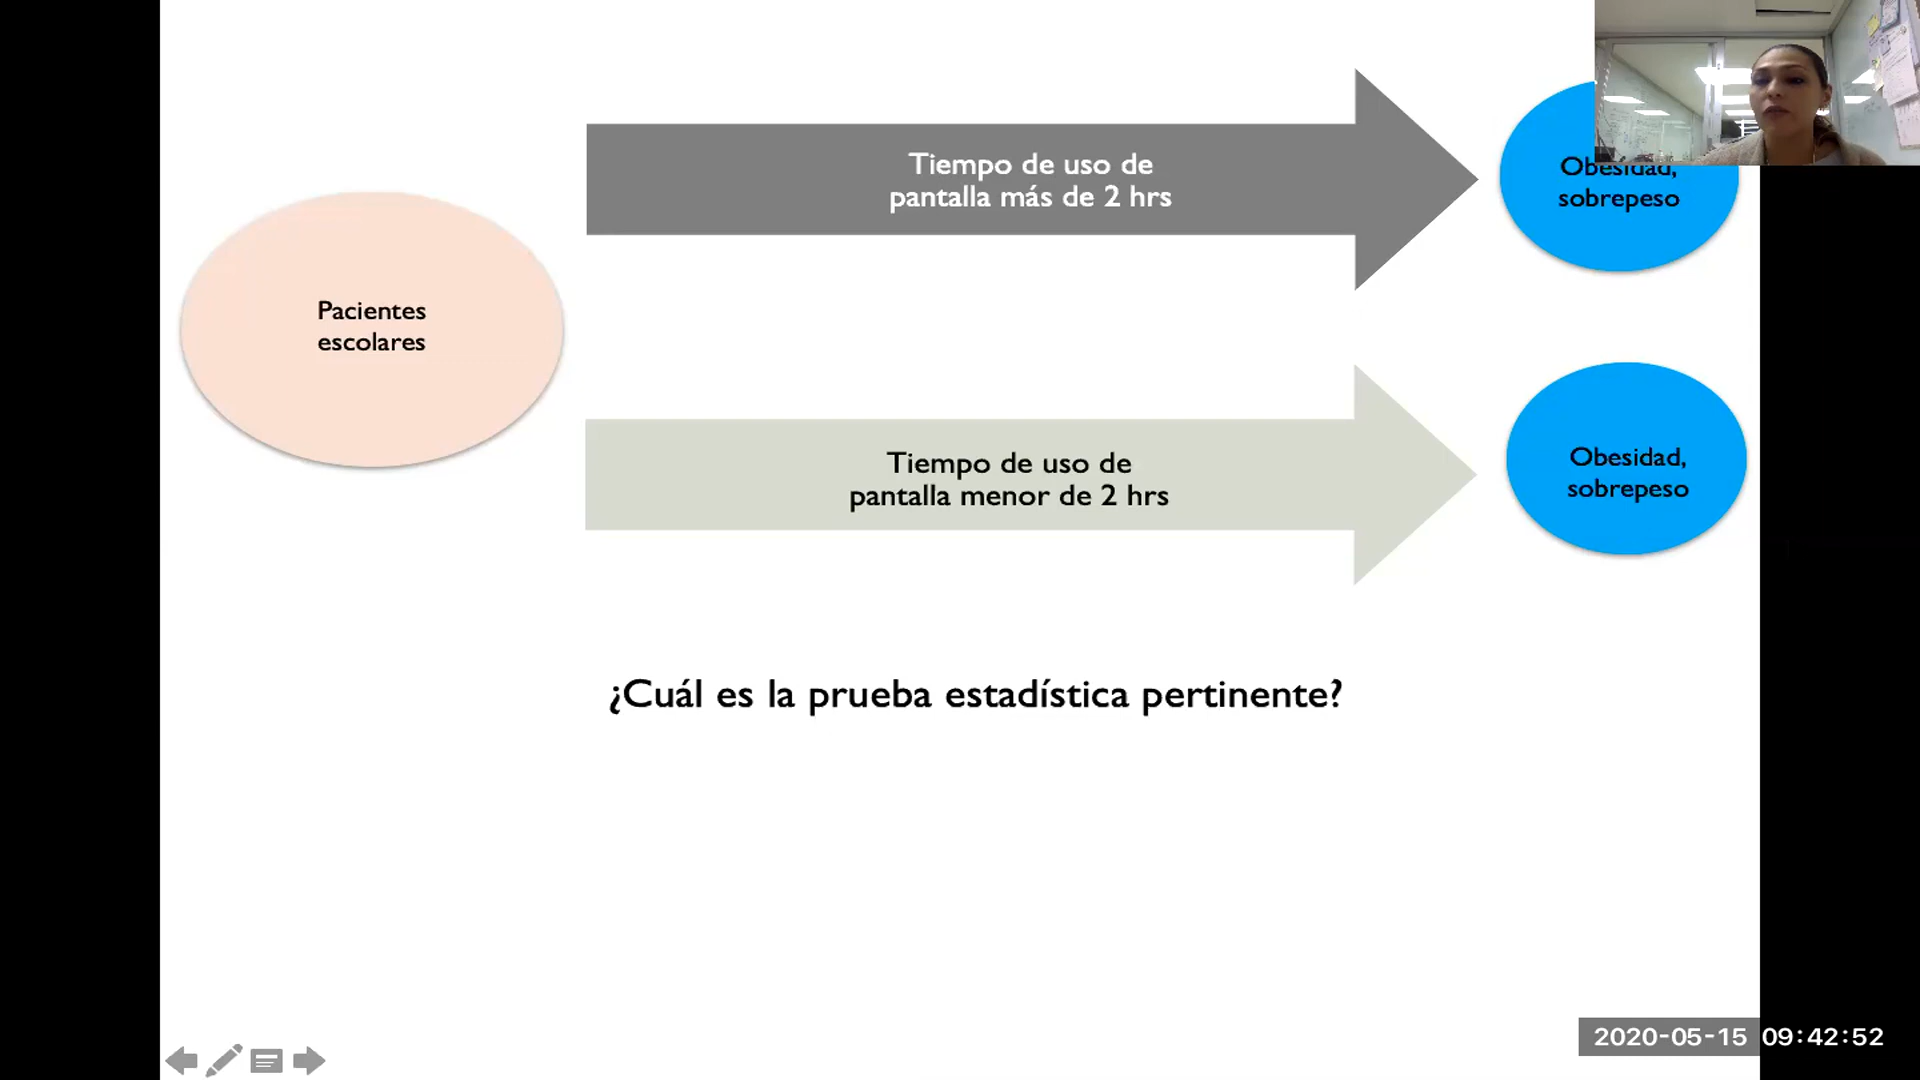 Tiempo de uso de
pantalla más de 2 hrs
Obesidad,
sobrepeso
Pacientes
escolares
Tiempo de uso de
pantalla menor de 2 hrs
Obesidad,
sobrepeso
¿Cuál es la prueba estadística pertinente?
2020-05-15 09:42:52